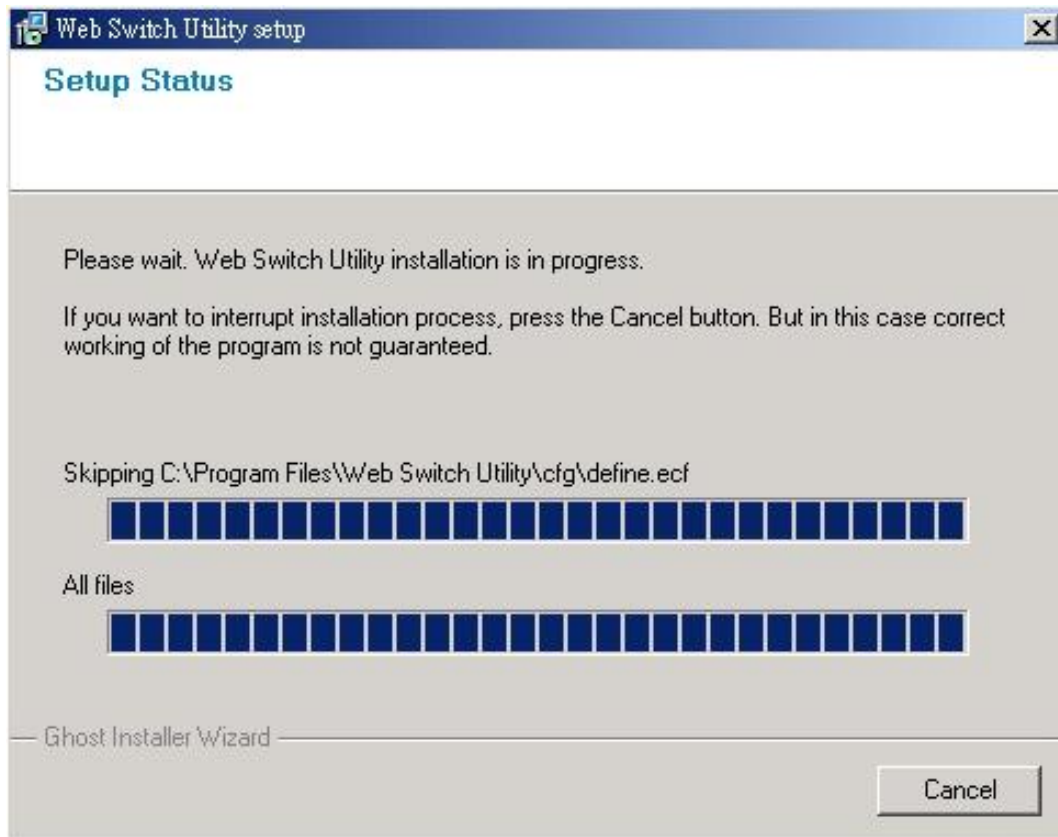 Web Switch Utility setup
Setup Status
Please wait. Web Switch Utility installation is in progress.
If you want to interrupt installation process, press the Cancel button. But in this case correct
working of the program is not guaranteed.
Skipping C:\Program Files\Web Switch Utility\cfg\define.ecf
All files
Ghost Installer Wizard
Cancel